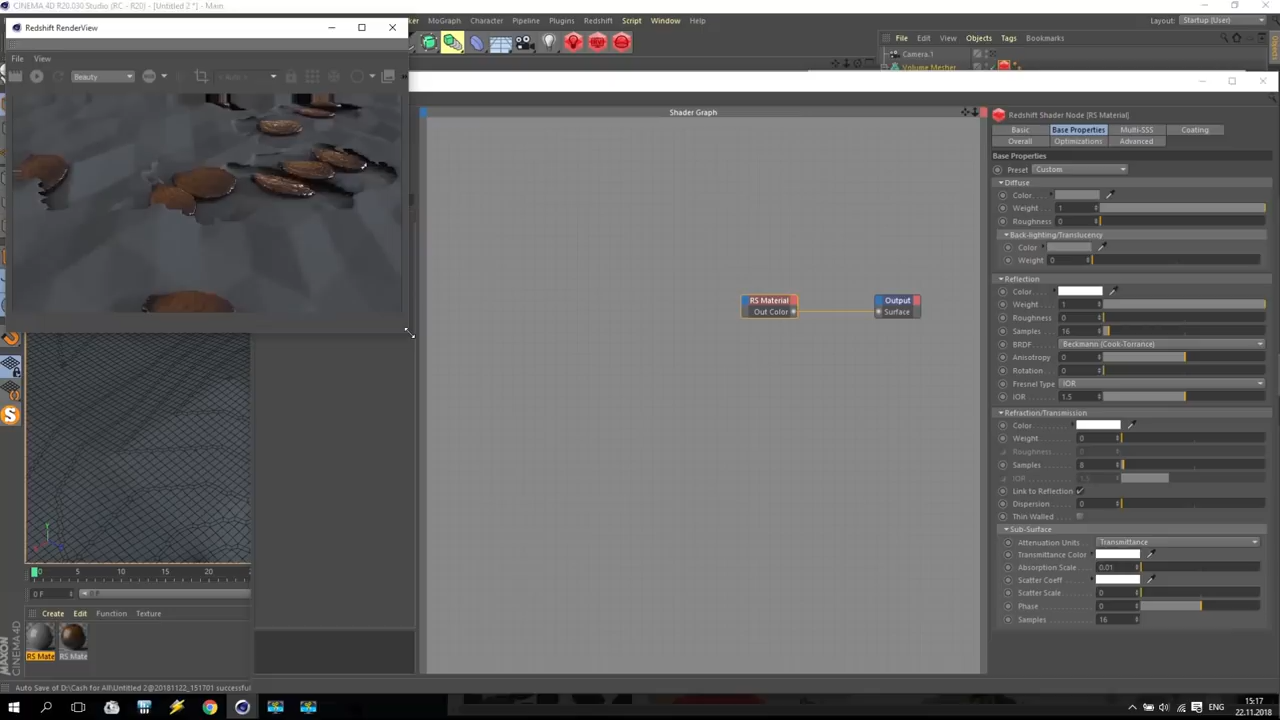 CINEMA 4D R20.030 Studio (RC - R20) - [Untitled 2 *] - Main
MoGraph Character Pipeline Plugins Redshift Script Window Help
Layout: Startup (User)
Redshift RenderView
File View
Beauty
< Auto >
File Edit View Objects Tags Bookmarks
Camera.1
Volume Mesher
Shader Graph
RS Material
Out Color
Output
Surface
Redshift Shader Node [RS Material]
Basic Base Properties Multi-SSS Coating
Overall Optimizations Advanced
Base Properties
Preset Custom
Diffuse
Color
Weight 1
Roughness 0
Back-lighting/Translucency
Color
Weight 0
Reflection
Color
Weight 1
Roughness 0
Samples 16
BRDF Beckmann (Cook-Torrance)
Anisotropy 0
Rotation 0
Fresnel Type IOR
IOR 1.5
Refraction/Transmission
Color
Weight 0
Roughness 0
Samples 8
IOR 1.5
Link to Reflection
Dispersion 0
Thin Walled
Sub-Surface
Attenuation Units Transmittance
Transmittance Color
Absorption Scale 0.01
Scatter Coeff
Scatter Scale 0
Phase 0
Samples 16
Y
0 5 10 15 20
0 F 0 F
Create Edit Function Texture
RS Mate RS Mate
MAXON CINEMA 4D
Auto Save of D:\Cash for All\Untitled 2@20181122_151701 successful
ENG
15:17
22.11.2018